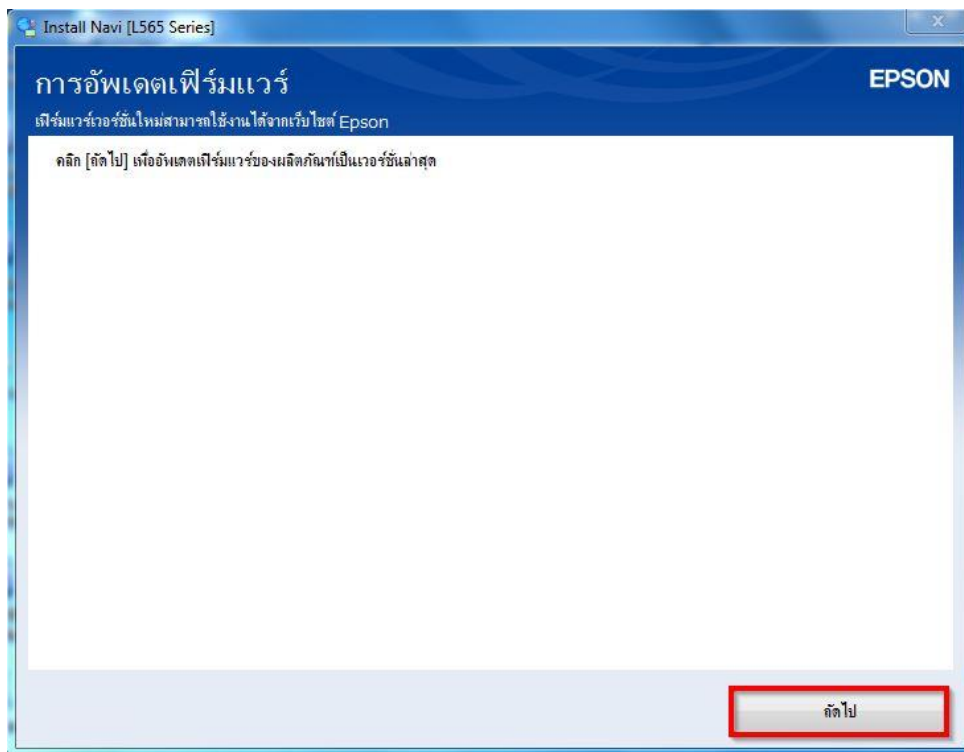 Install Navi [L565 Series]
การอัพเดตเฟิร์มแวร์
EPSON
เฟิร์มแวร์เวอร์ชั่นใหม่สามารถใช้งานได้จากเว็บไซต์ Epson
คลิก [ถัดไป] เพื่ออัพเดตเฟิร์มแวร์ของผลิตภัณฑ์เป็นเวอร์ชั่นล่าสุด
ถัดไป